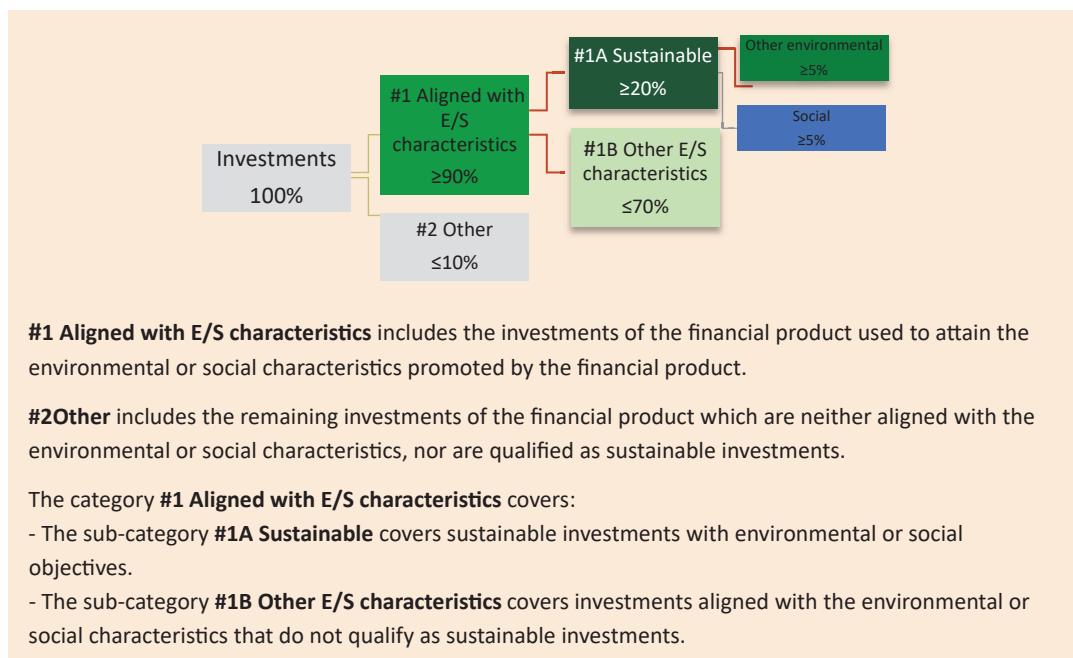 Investments
100%
#1 Aligned with
E/S
characteristics
≥90%
#2 Other
≤10%
#1A Sustainable
≥20%
#1B Other E/S
characteristics
≤70%
Other environmental
≥5%
Social
≥5%
#1 Aligned with E/S characteristics includes the investments of the financial product used to attain the
environmental or social characteristics promoted by the financial product.
#2Other includes the remaining investments of the financial product which are neither aligned with the
environmental or social characteristics, nor are qualified as sustainable investments.
The category #1 Aligned with E/S characteristics covers:
- The sub-category #1A Sustainable covers sustainable investments with environmental or social
objectives.
- The sub-category #1B Other E/S characteristics covers investments aligned with the environmental or
social characteristics that do not qualify as sustainable investments.